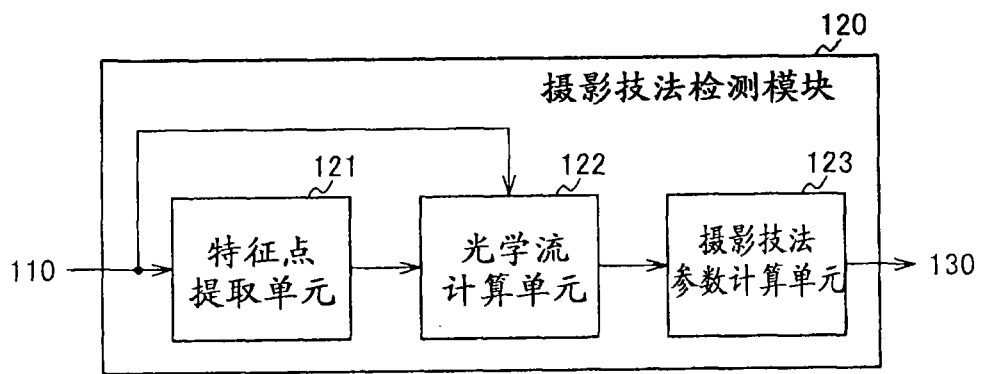 120
摄影技法检测模块
121
122
123
特征点
提取单元
光学流
计算单元
摄影技法
参数计算单元
110
130